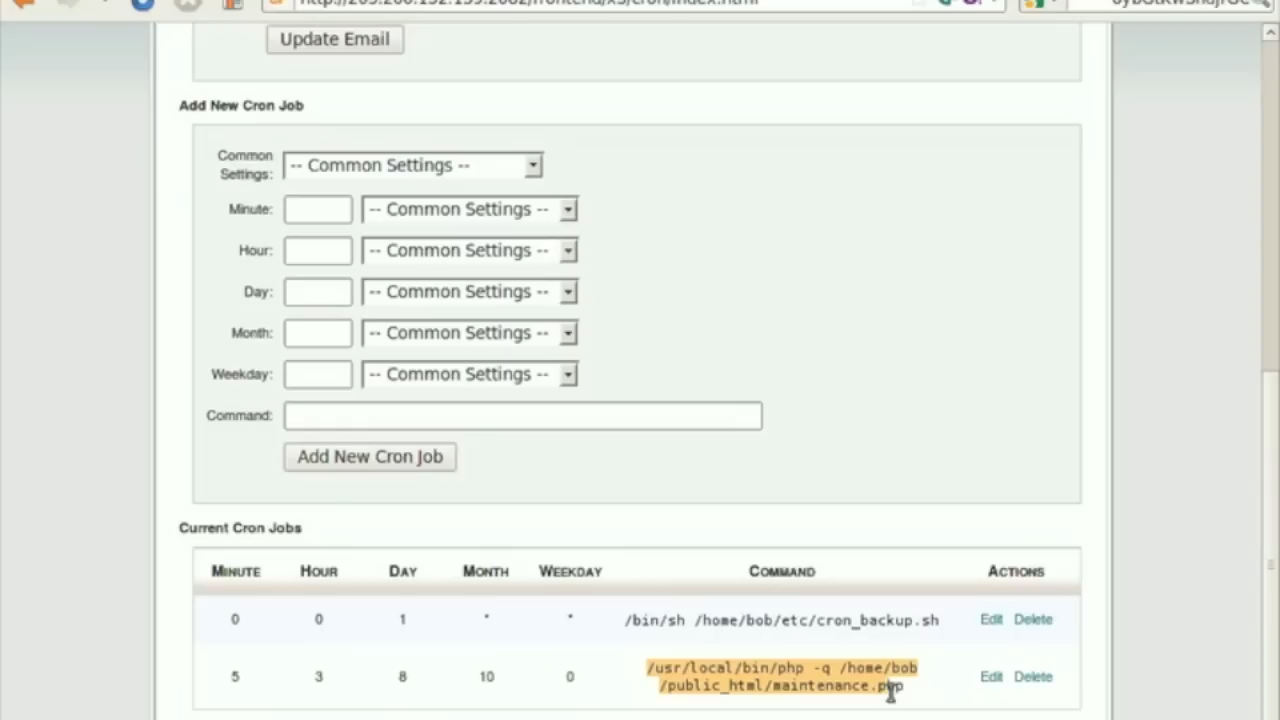 Update Email
Add New Cron Job
Common Settings:
-- Common Settings --
Minute:
-- Common Settings --
Hour:
-- Common Settings --
Day:
-- Common Settings --
Month:
-- Common Settings --
Weekday:
-- Common Settings --
Command:
Add New Cron Job
Current Cron Jobs
MINUTE HOUR DAY MONTH WEEKDAY COMMAND ACTIONS
0 0 1 * * /bin/sh /home/bob/etc/cron_backup.sh Edit Delete
5 3 8 10 0 /usr/local/bin/php -q /home/bob
/public_html/maintenance.php Edit Delete